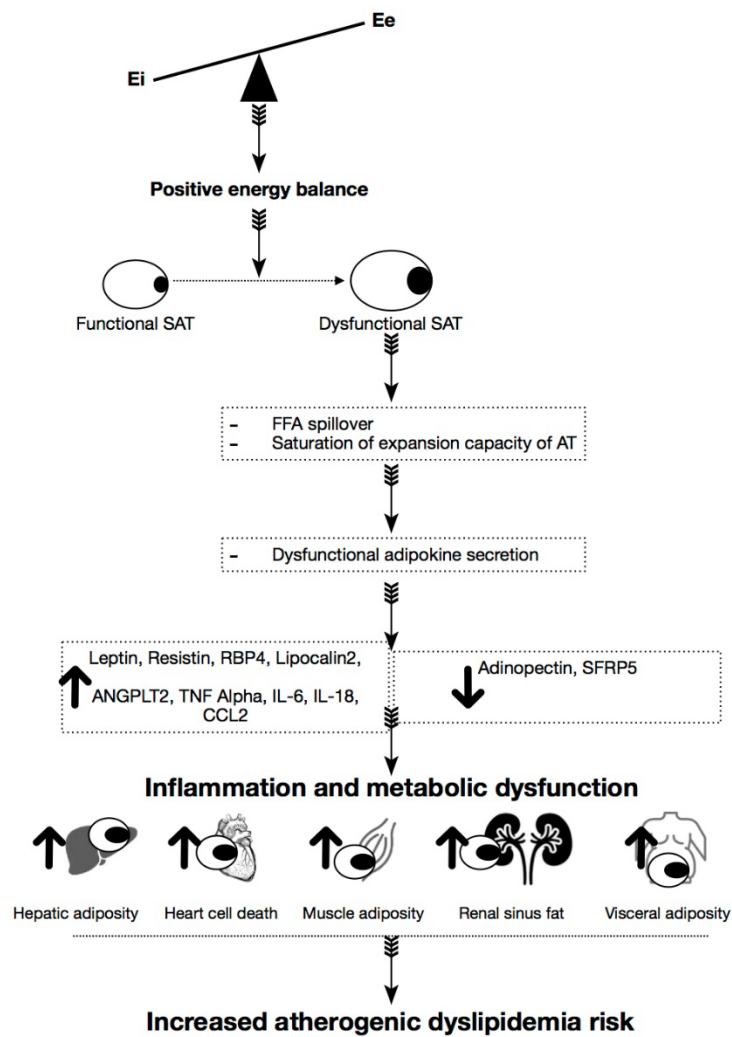 Ee
Ei
Positive energy balance
Functional SAT
Dysfunctional SAT
- FFA spillover
- Saturation of expansion capacity of AT
- Dysfunctional adipokine secretion
Leptin, Resistin, RBP4, Lipocalin2,
ANGPLT2, TNF Alpha, IL-6, IL-18,
CCL2
Adinopectin, SFRP5
Inflammation and metabolic dysfunction
Hepatic adiposity
Heart cell death
Muscle adiposity
Renal sinus fat
Visceral adiposity
Increased atherogenic dyslipidemia risk